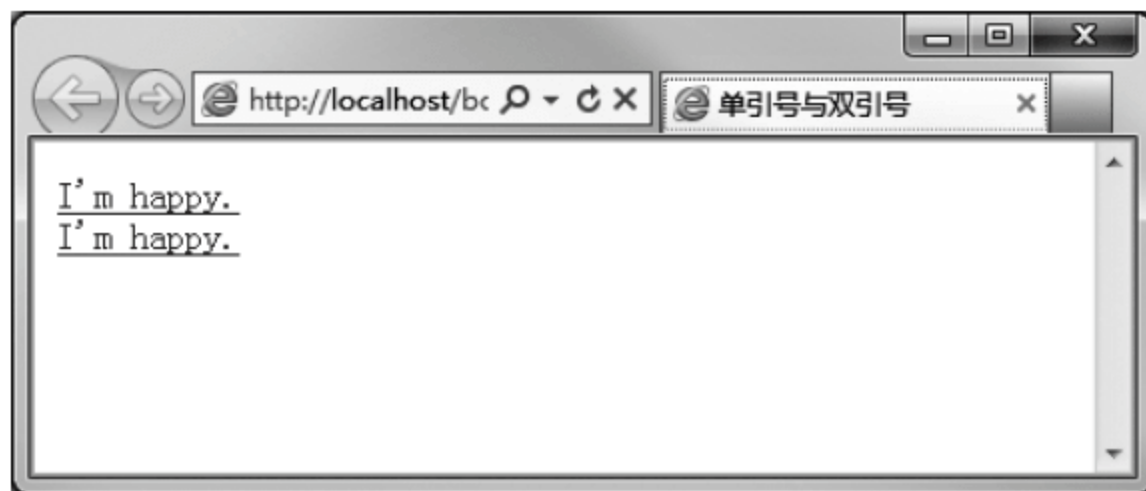 http://localhost/bc
单引号与双引号
I'm happy.
I'm happy.